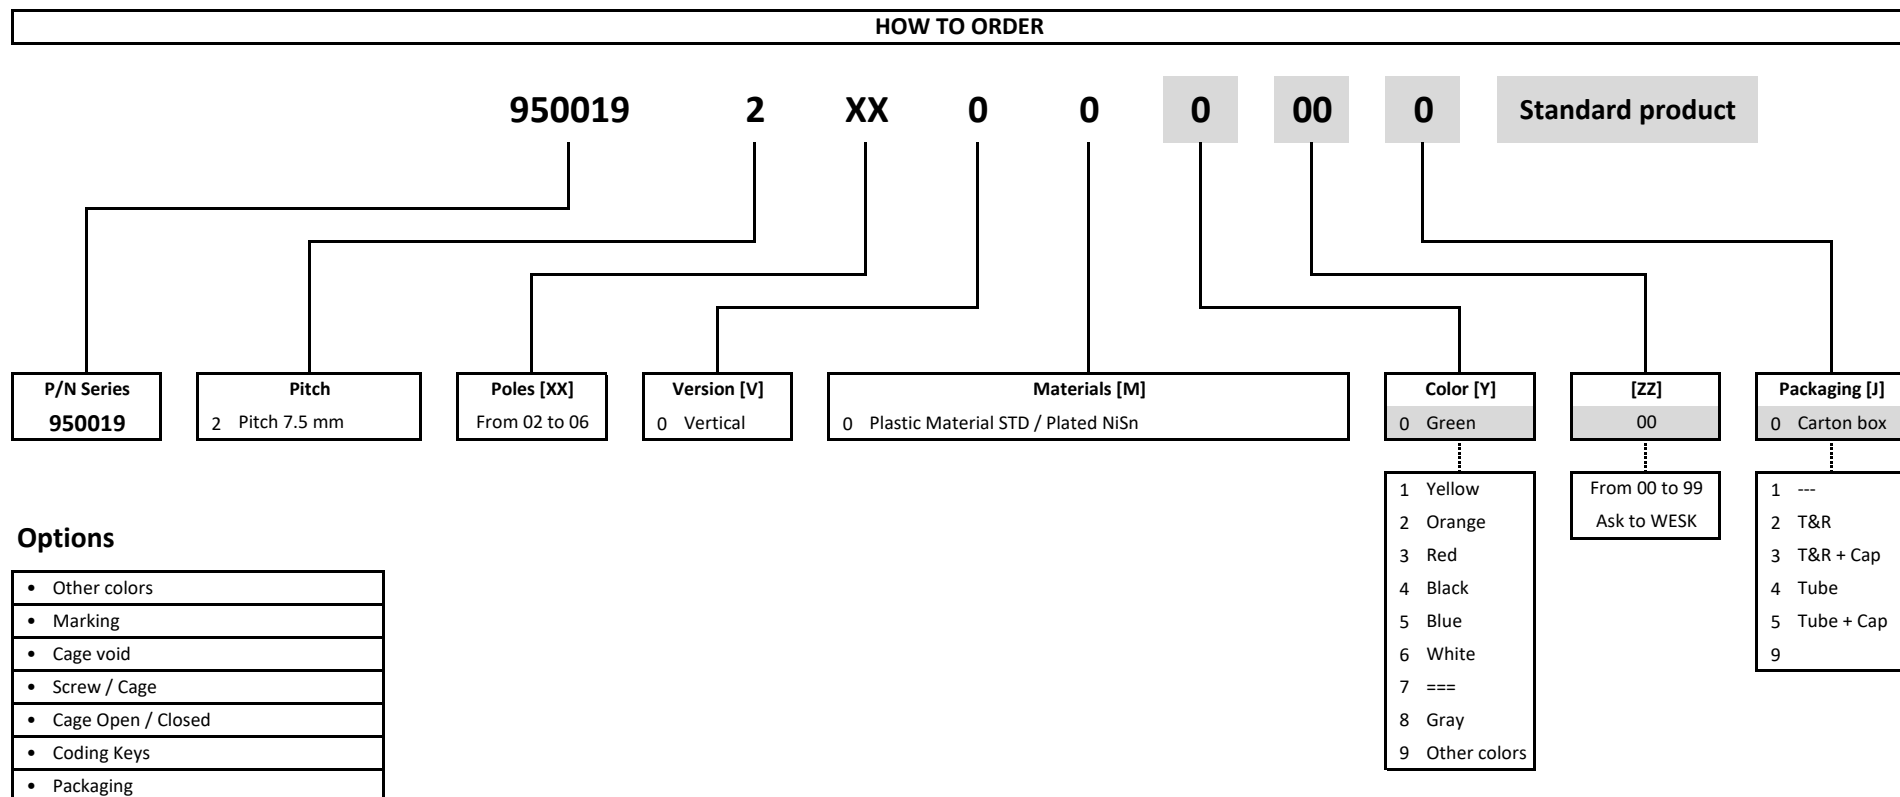 HOW TO ORDER
950019 2 XX 0 0 0 00 0 Standard product
P/N Series
950019
Pitch
2 Pitch 7.5 mm
Poles [XX]
From 02 to 06
Version [V]
0 Vertical
Materials [M]
0 Plastic Material STD / Plated NiSn
Color [Y]
0 Green
1 Yellow
2 Orange
3 Red
4 Black
5 Blue
6 White
7 ===
8 Gray
9 Other colors
[ZZ]
00
From 00 to 99
Ask to WESK
Packaging [J]
0 Carton box
1 ---
2 T&R
3 T&R + Cap
4 Tube
5 Tube + Cap
9
Options
• Other colors
• Marking
• Cage void
• Screw / Cage
• Cage Open / Closed
• Coding Keys
• Packaging